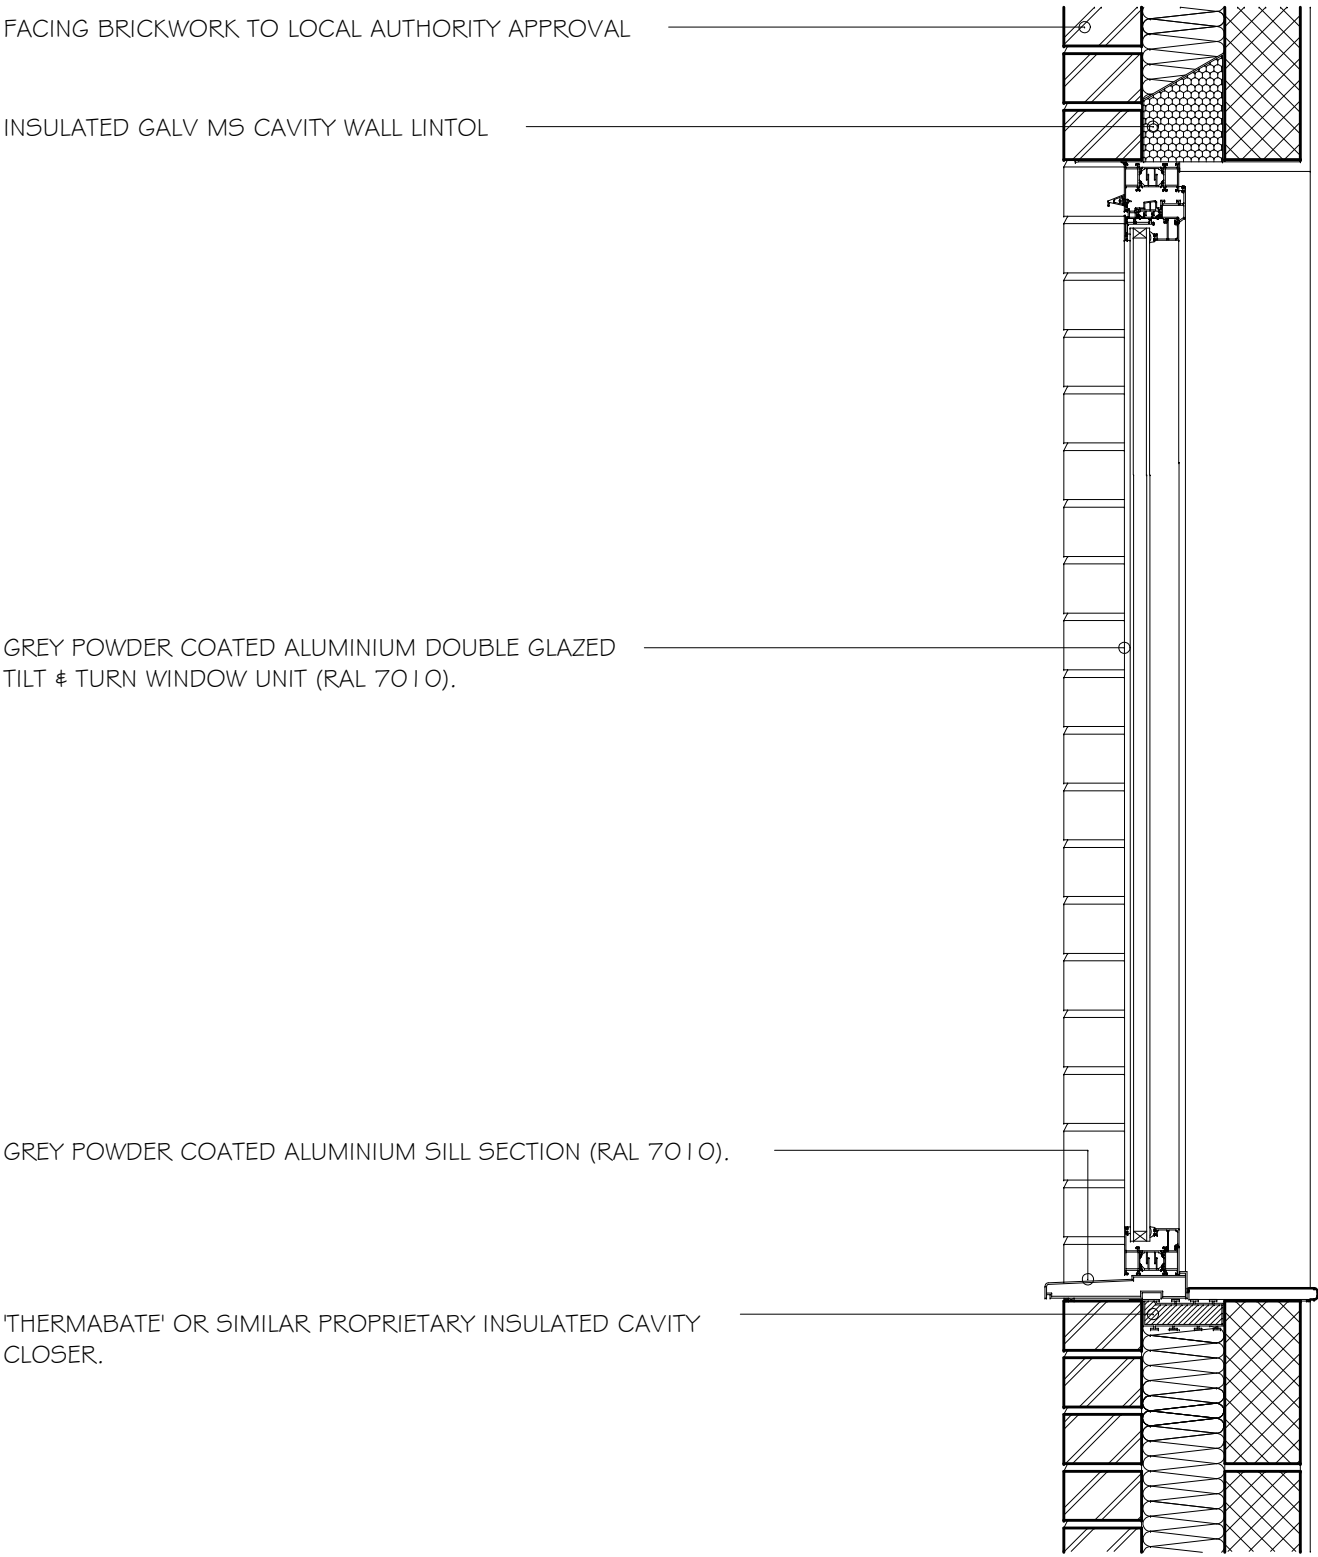 FACING BRICKWORK TO LOCAL AUTHORITY APPROVAL
INSULATED GALV MS CAVITY WALL LINTOL
GREY POWDER COATED ALUMINIUM DOUBLE GLAZED
TILT & TURN WINDOW UNIT (RAL 7010).
GREY POWDER COATED ALUMINIUM SILL SECTION (RAL 7010).
'THERMABATE' OR SIMILAR PROPRIETARY INSULATED CAVITY
CLOSER.